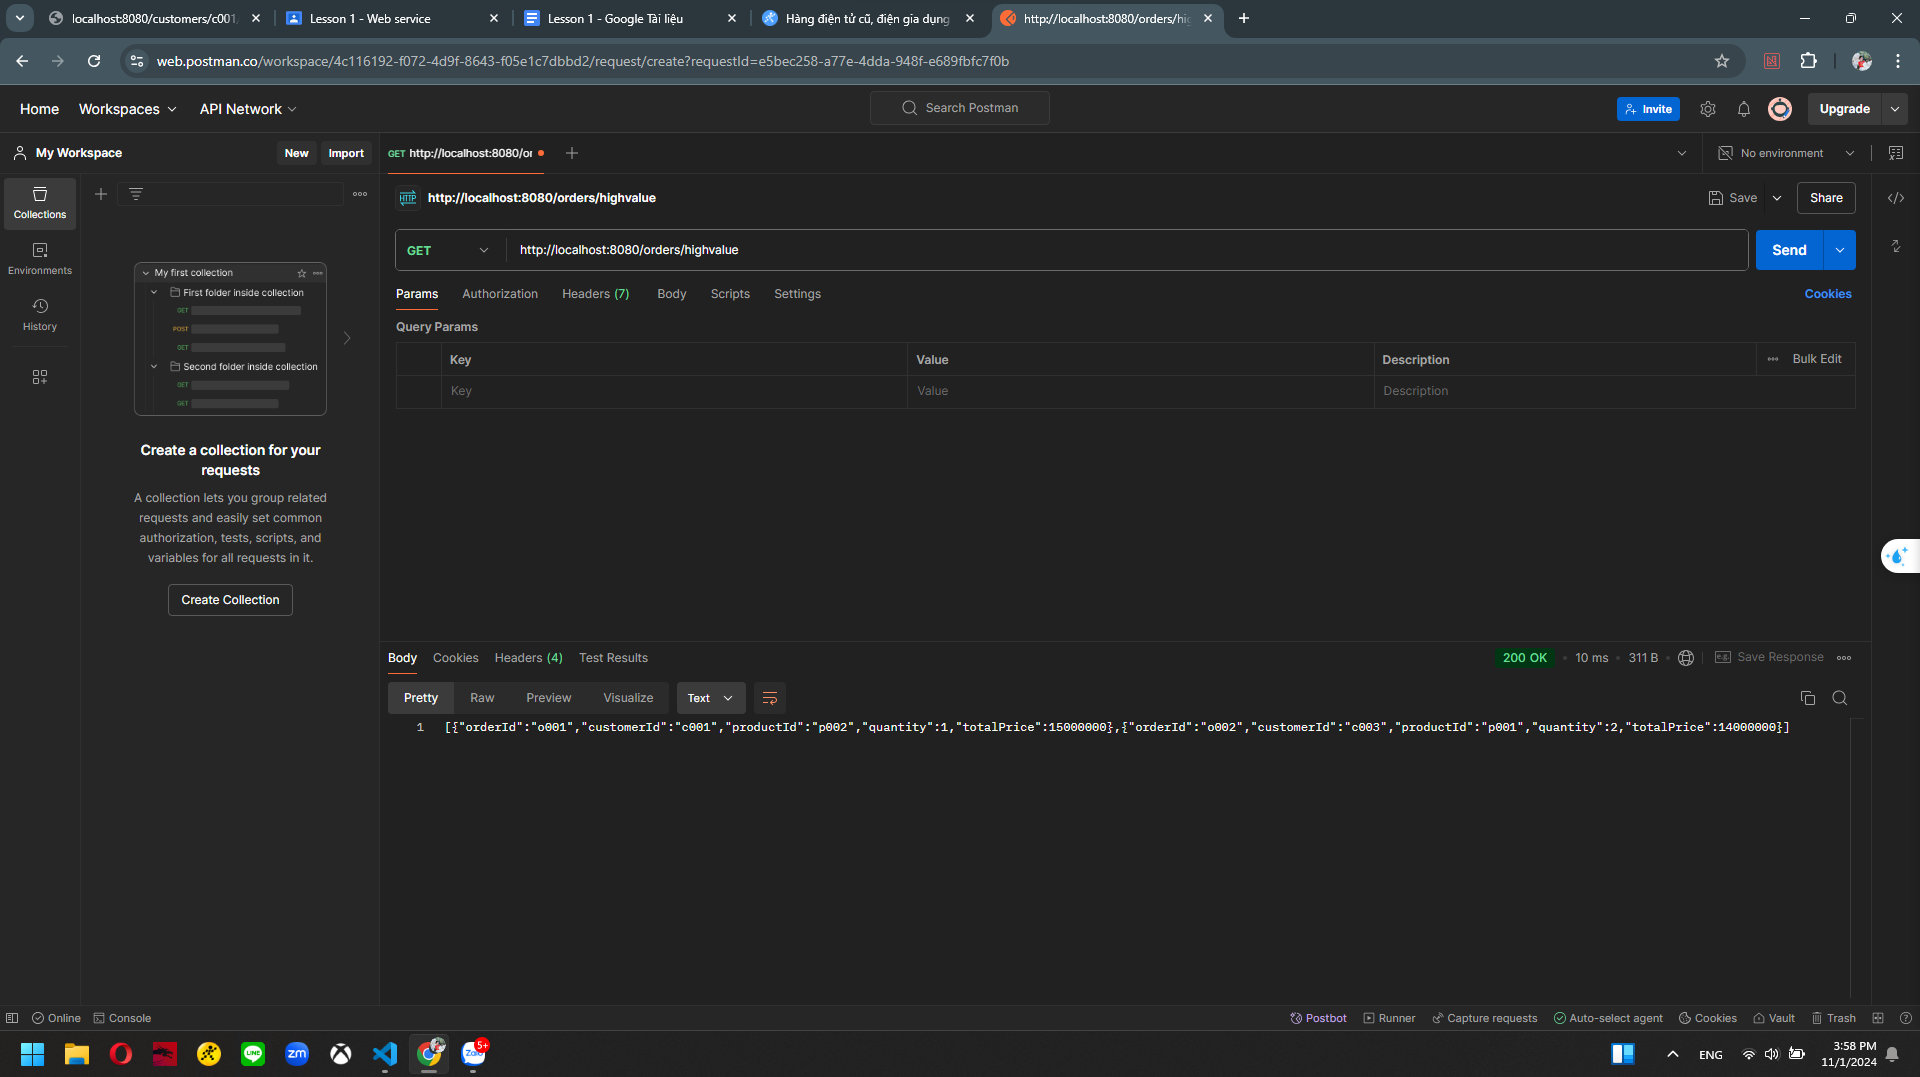 localhost:8080/customers/c001
Lesson 1 - Web service
Lesson 1 - Google Tài liệu
Hàng điện tử cũ, điện gia dụng
http://localhost:8080/orders/hig
web.postman.co/workspace/4c116192-f072-4d9f-8643-f05e1c7dbbd2/request/create?requestId=e5bec258-a77e-4dda-948f-e689fbfc7f0b
Home
Workspaces
API Network
Search Postman
Invite
Upgrade
My Workspace
New
Import
GET http://localhost:8080/or
No environment
Collections
Environments
History
My first collection
First folder inside collection
GET
POST
GET
Second folder inside collection
GET
GET
Create a collection for your
requests
A collection lets you group related
requests and easily set common
authorization, tests, scripts, and
variables for all requests in it.
Create Collection
HTTP
http://localhost:8080/orders/highvalue
Save
Share
GET
http://localhost:8080/orders/highvalue
Send
Params
Authorization
Headers (7)
Body
Scripts
Settings
Cookies
Query Params
Key
Value
Description
Bulk Edit
Key
Value
Description
Body
Cookies
Headers (4)
Test Results
200 OK
10 ms
311 B
e.g.
Save Response
Pretty
Raw
Preview
Visualize
Text
1
[{"orderId":"o001","customerId":"c001","productId":"p002","quantity":1,"totalPrice":15000000},{"orderId":"o002","customerId":"c003","productId":"p001","quantity":2,"totalPrice":14000000}]
Online
Console
Postbot
Runner
Capture requests
Auto-select agent
Cookies
Vault
Trash
LINE
zm
Zalo
5+
ENG
3:58 PM
11/1/2024